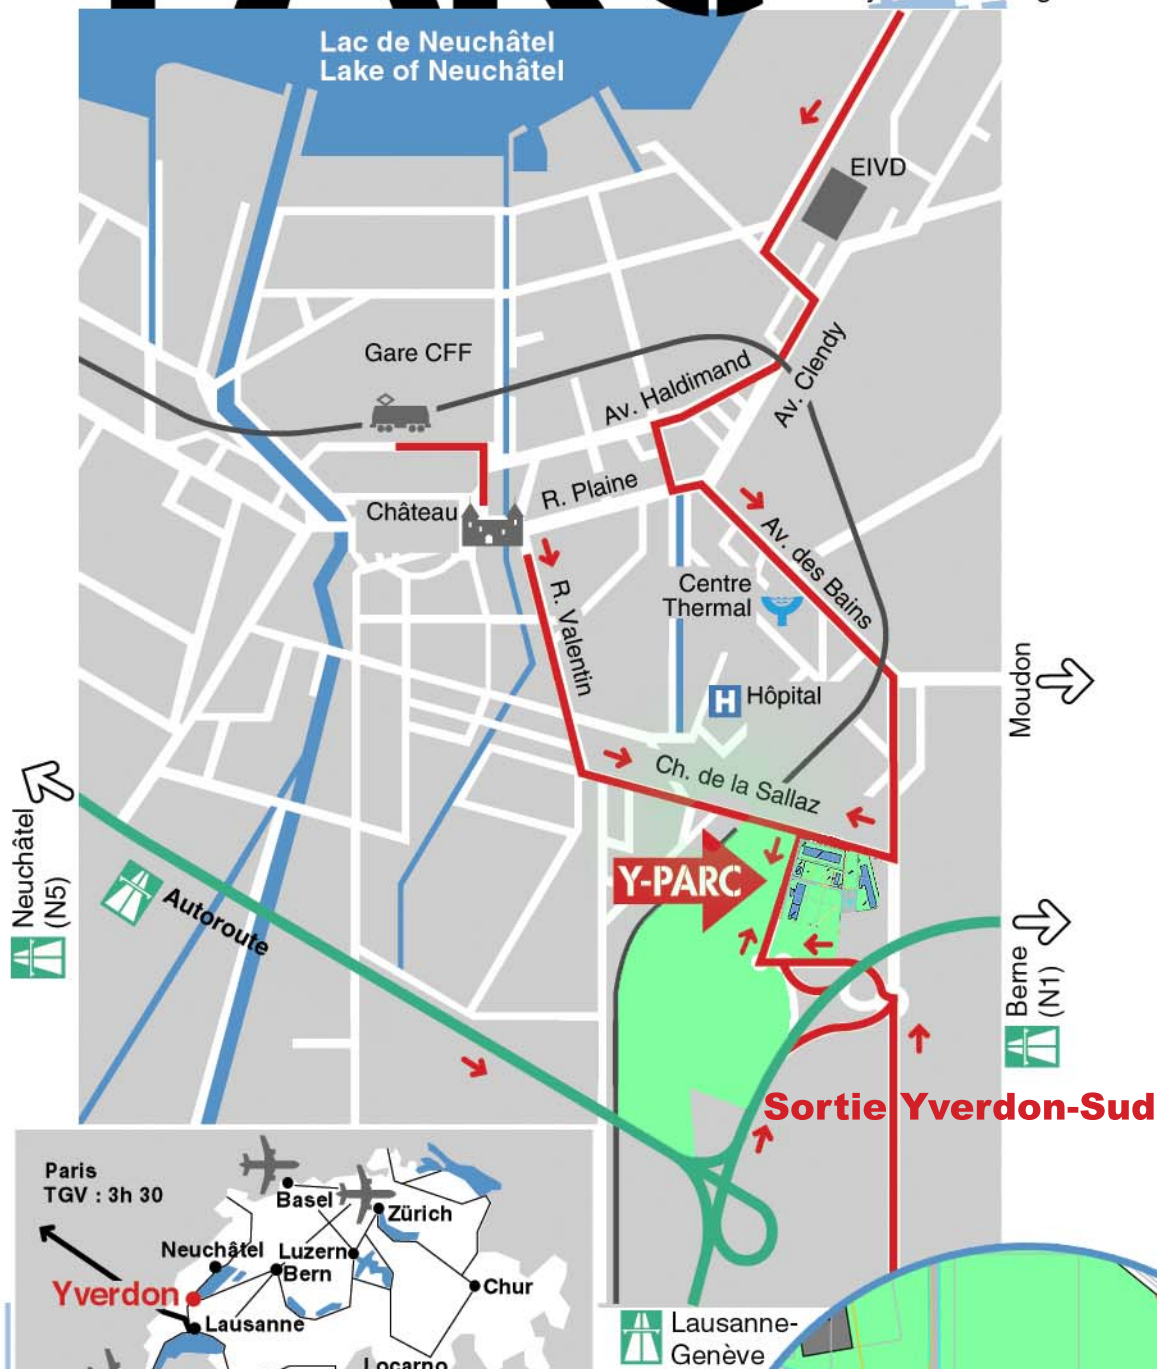 PARC
Lac de Neuchâtel
Lake of Neuchâtel
EIVD
Gare CFF
Av. Haldimand
Av. Clendy
Château
R. Plaine
Av. des Bains
Centre
Thermal
R. Valentin
H Hôpital
Moudon
Ch. de la Sallaz
Neuchâtel
(N5)
Y-PARC
Autoroute
Berne
(N1)
Sortie Yverdon-Sud
Paris
TGV : 3h 30
Basel
Zürich
Neuchâtel
Luzern
Bern
Yverdon
Chur
Lausanne
Locarno
Lausanne-
Genève